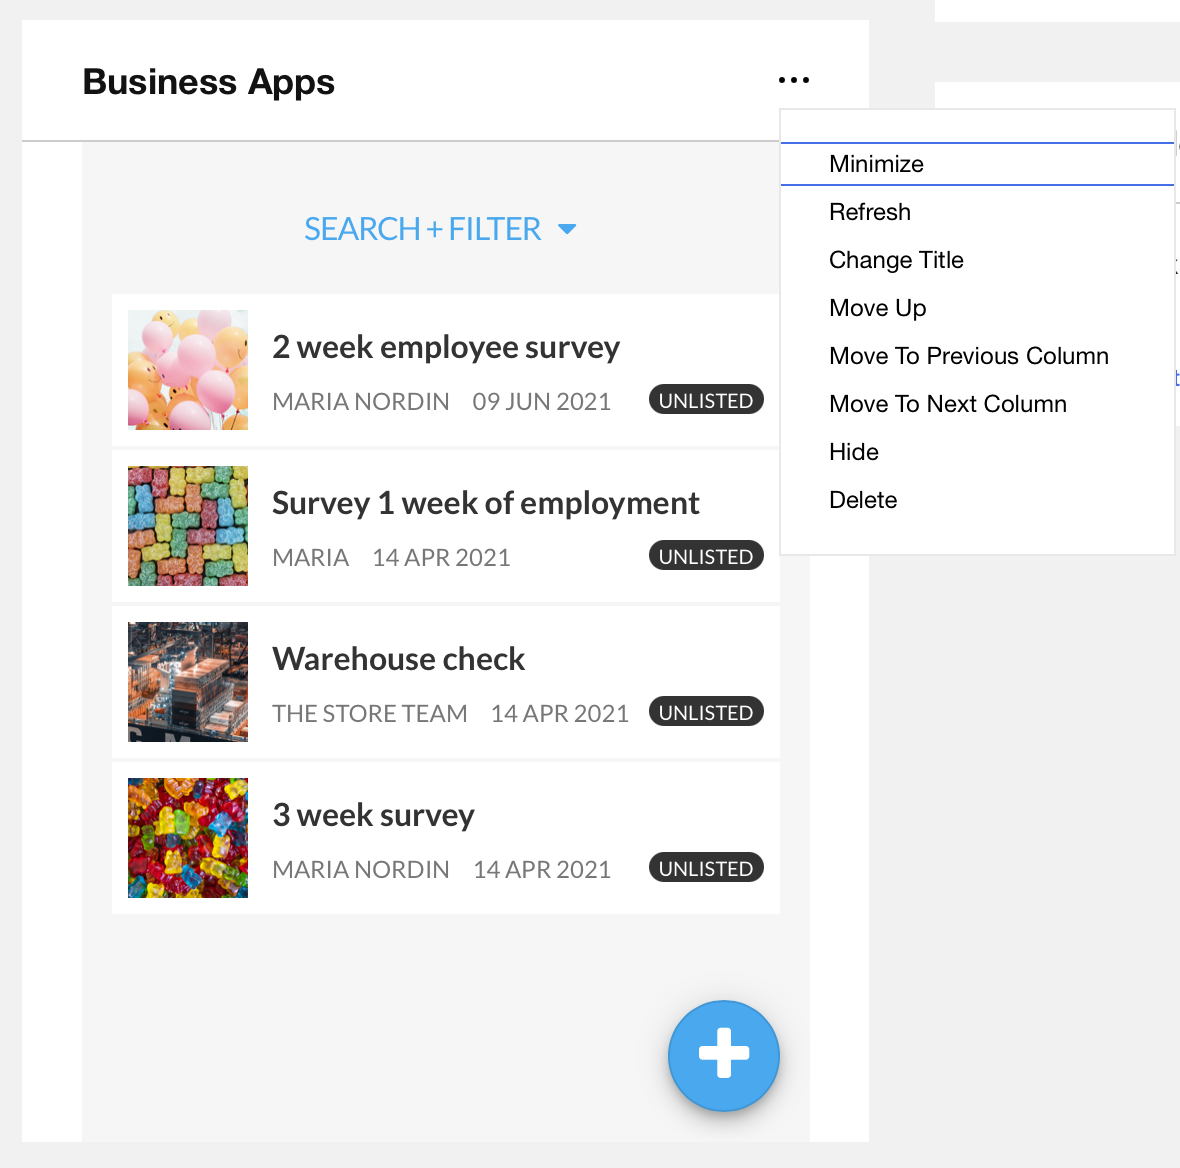 Business Apps
Minimize
Refresh
Change Title
Move Up
Move To Previous Column
Move To Next Column
Hide
Delete
SEARCH + FILTER
2 week employee survey
MARIA NORDIN 09 JUN 2021 UNLISTED
Survey 1 week of employment
MARIA 14 APR 2021 UNLISTED
Warehouse check
THE STORE TEAM 14 APR 2021 UNLISTED
3 week survey
MARIA NORDIN 14 APR 2021 UNLISTED